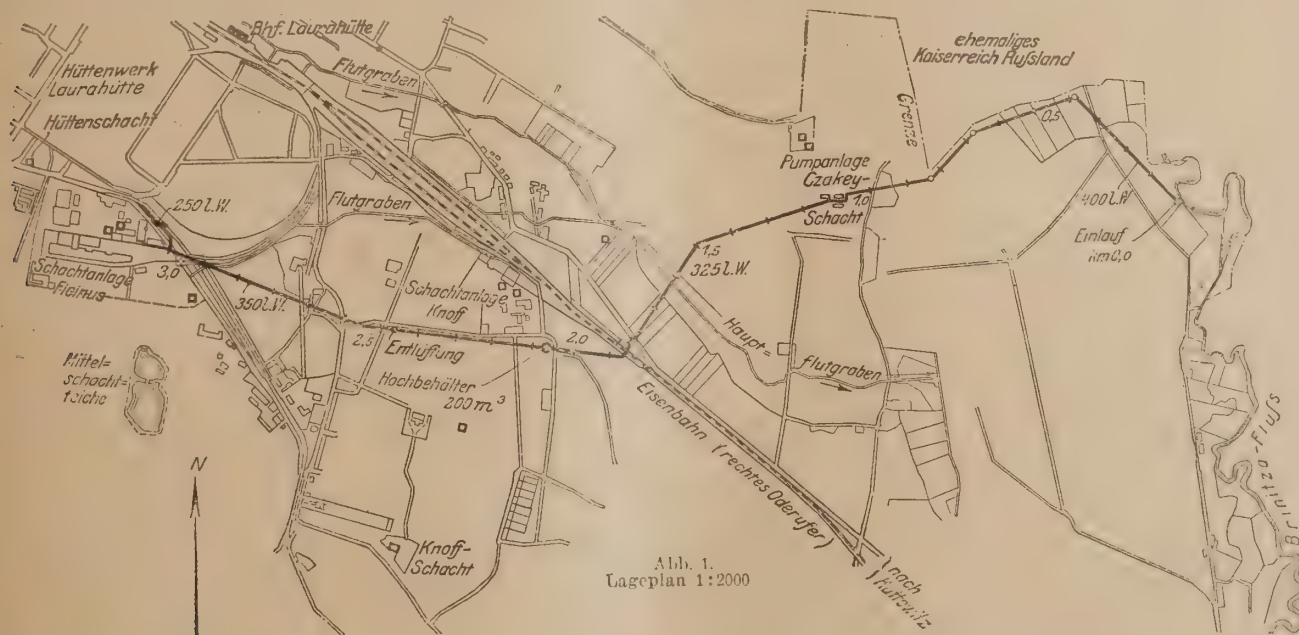 Bhf. Laurahütte
Hüttenwerk
Laurahütte
Hüttenschacht
Flutgraben
ehemaliges
Kaiserreich Rußland
Grenze
0,5
Pumpanlage
Czakey-
Schacht
1,0
400 l.W.
Einlauf
km 0,0
250 l.W.
Flutgraben
1,5
325 l.W.
Schachtanlage
Ficinus
3,0
350 l.W.
Schachtanlage
Knoff
2,5
Entlüftung
2,0
Hochbehälter
200 m³
Haupt=
flutgraben
Mittel=
schacht=
teiche
Eisenbahn (rechtes Oderufer)
Brinitza-Fluss
N
Knoff-
Schacht
Abb. 1.
Lageplan 1:2000
nach
Kattowitz